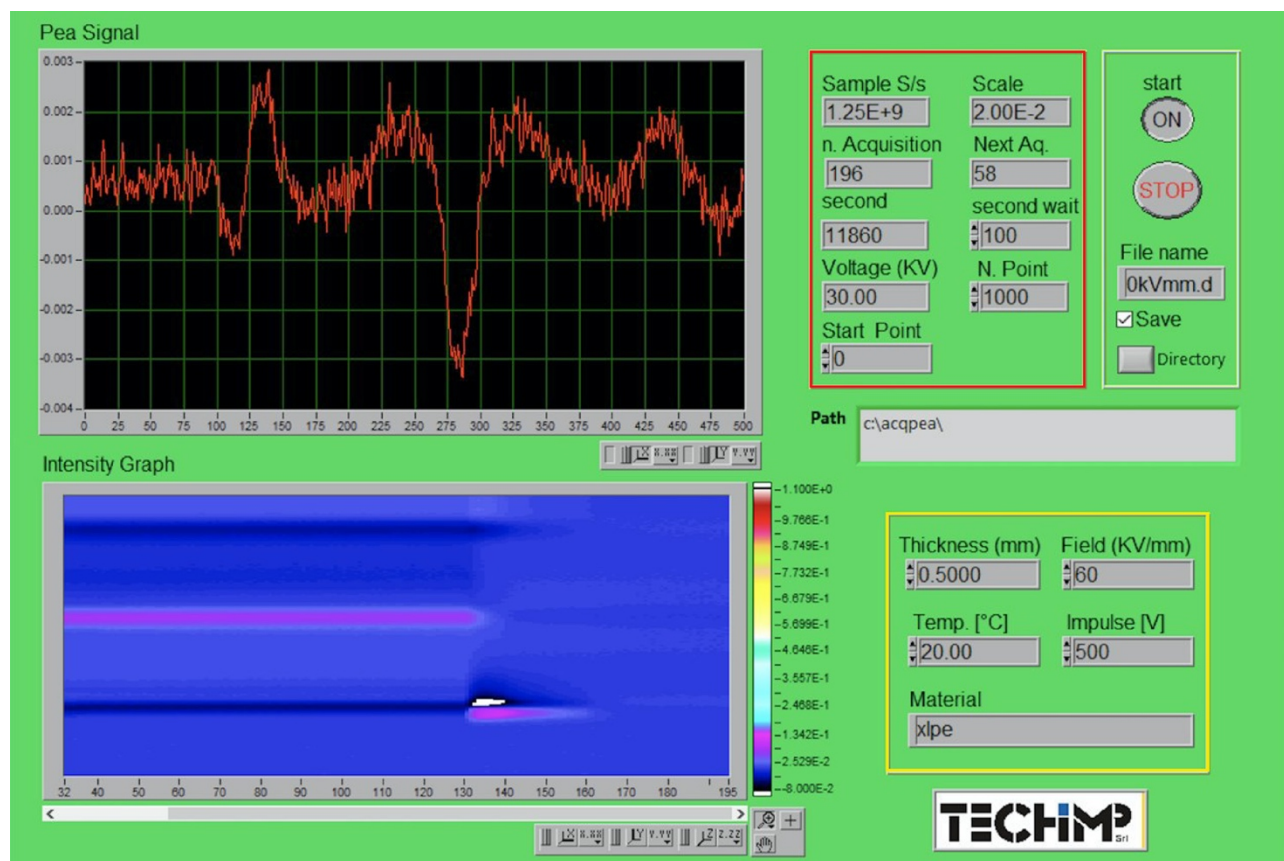 Pea Signal
0.003
0.002
0.001
0.000
-0.001
-0.002
-0.003
-0.004
0 25 50 75 100 125 150 175 200 225 250 275 300 325 350 375 400 425 450 475 500
Sample S/s Scale
1.25E+9 2.00E-2
n. Acquisition Next Aq.
196 58
second second wait
11860 100
Voltage (KV) N. Point
30.00 1000
Start Point
0
start
ON
STOP
File name
0kVmm.d
Save
Directory
Path c:\acqpea\
X X.XX Y Y.YY
Intensity Graph
1.100E+0
9.766E-1
8.749E-1
7.732E-1
6.679E-1
5.699E-1
4.646E-1
3.557E-1
2.468E-1
1.342E-1
2.529E-2
-8.000E-2
32 40 50 60 70 80 90 100 110 120 130 140 150 160 170 180 195
X X.XX Y Y.YY Z Z.ZZ
Thickness (mm) Field (KV/mm)
0.5000 60
Temp. [°C] Impulse [V]
20.00 500
Material
xlpe
TECHIMP
Srl